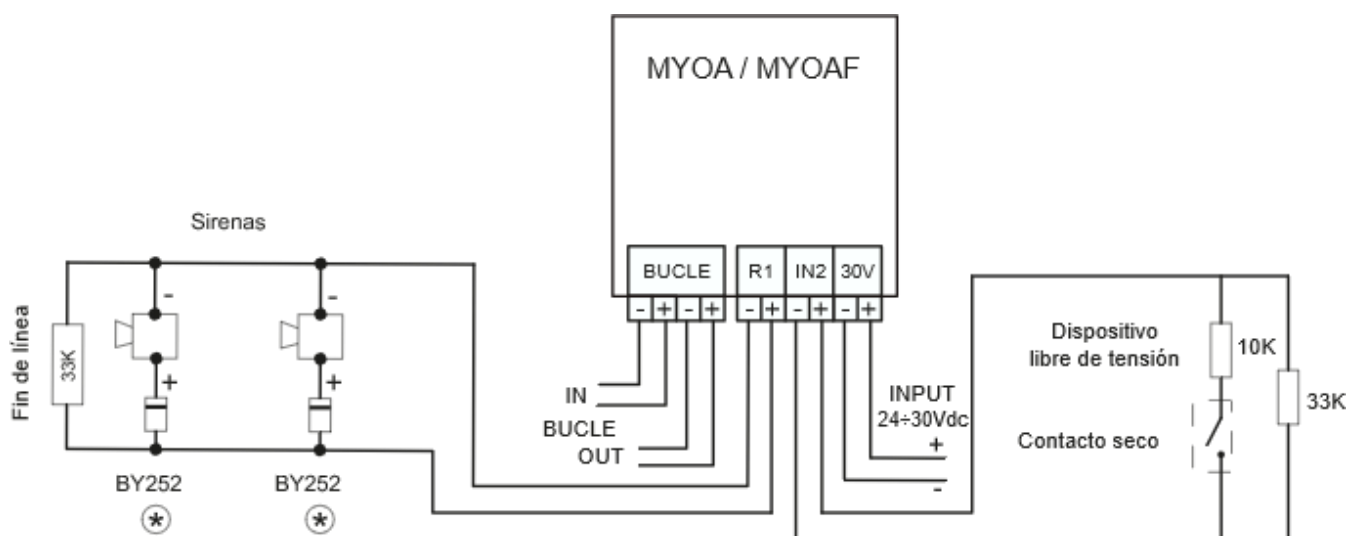 MYOA / MYOAF
Sirenas
BUCLE R1 IN2 30V
- + - + - + - + - +
- -
Fin de línea
33K
+ +
IN
BUCLE
OUT
INPUT
24÷30Vdc
+
-
Dispositivo
libre de tensión
10K
33K
Contacto seco
BY252 BY252
* *